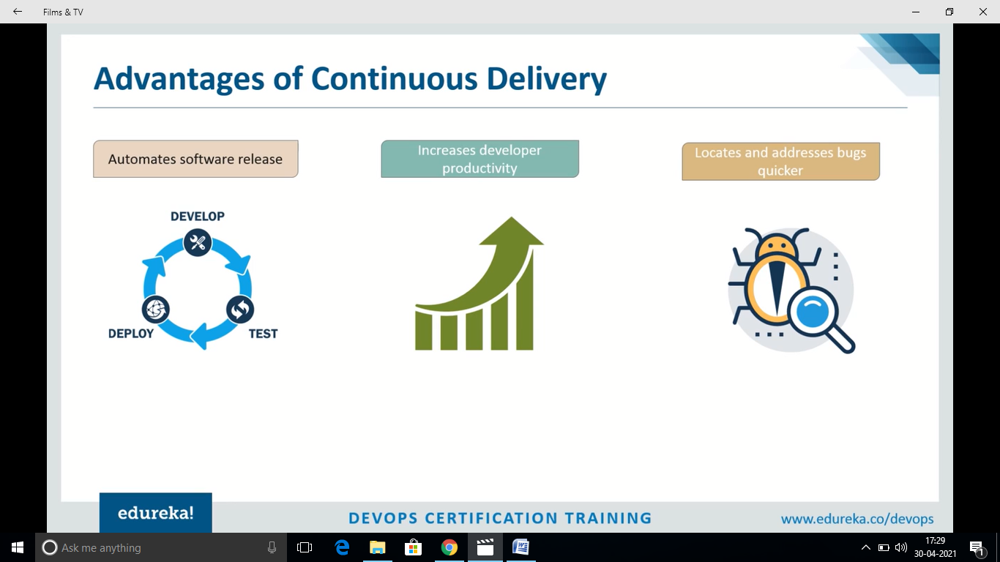 Films & TV
Advantages of Continuous Delivery
Automates software release
Increases developer
productivity
Locates and addresses bugs
quicker
DEVELOP
DEPLOY
TEST
edureka!
DEVOPS CERTIFICATION TRAINING
www.edureka.co/devops
Ask me anything
17:29
30-04-2021
1